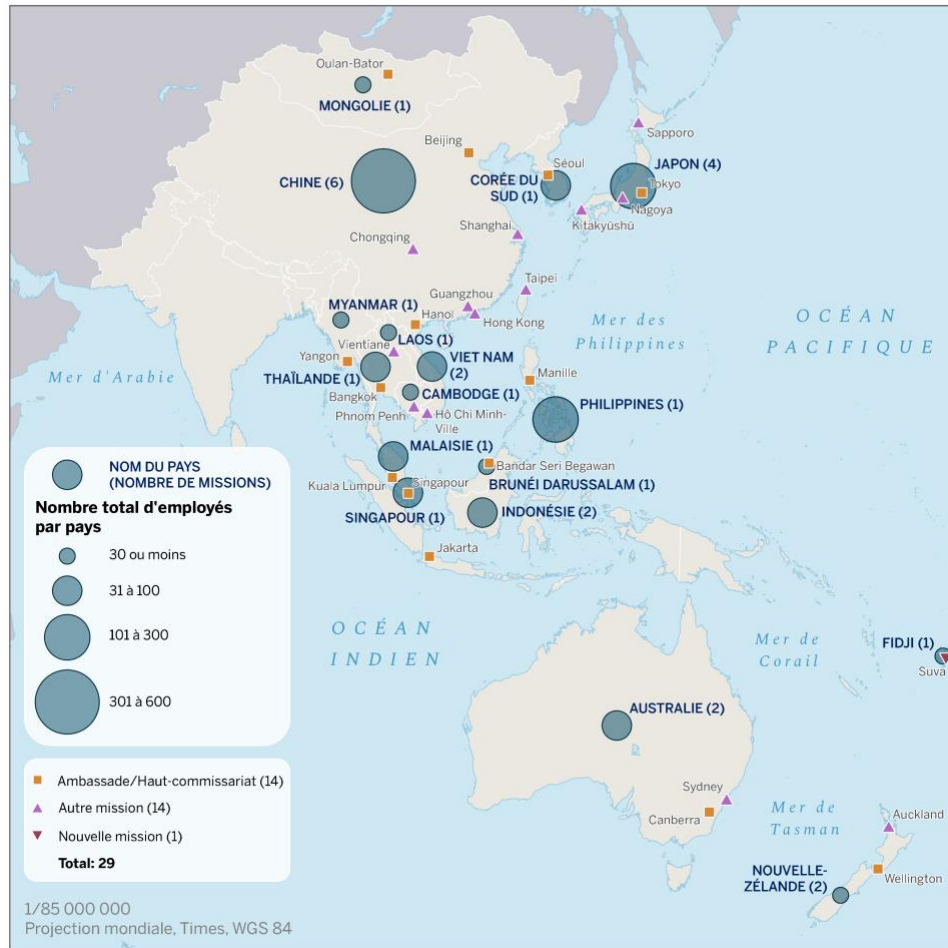 Oulan-Bator
MONGOLIE (1)
Beijing
Sapporo
CHINE (6)
Séoul
CORÉE DU
SUD (1)
JAPON (4)
Tokyo
Nagoya
Kitakyūshū
Shanghai
Chongqing
Taipei
Guangzhou
Hong Kong
MYANMAR (1)
Hanoï
LAOS (1)
Vientiane
Yangon
VIET NAM
(2)
THAÏLANDE (1)
Bangkok
CAMBODGE (1)
Phnom Penh
Hô Chi Minh-
Ville
Mer des
Philippines
OCÉAN
PACIFIQUE
Mer d'Arabie
Manille
PHILIPPINES (1)
MALAISIE (1)
Bandar Seri Begawan
BRUNÉI DARUSSALAM (1)
Kuala Lumpur
Singapour
SINGAPOUR (1)
INDONÉSIE (2)
Jakarta
NOM DU PAYS
(NOMBRE DE MISSIONS)
Nombre total d'employés
par pays
30 ou moins
31 à 100
101 à 300
301 à 600
OCÉAN
INDIEN
Mer de
Corail
FIDJI (1)
Suva
AUSTRALIE (2)
Sydney
Canberra
Mer de
Tasman
Auckland
NOUVELLE-
ZÉLANDE (2)
Wellington
Ambassade/Haut-commissariat (14)
Autre mission (14)
Nouvelle mission (1)
Total: 29
1/85 000 000
Projection mondiale, Times, WGS 84